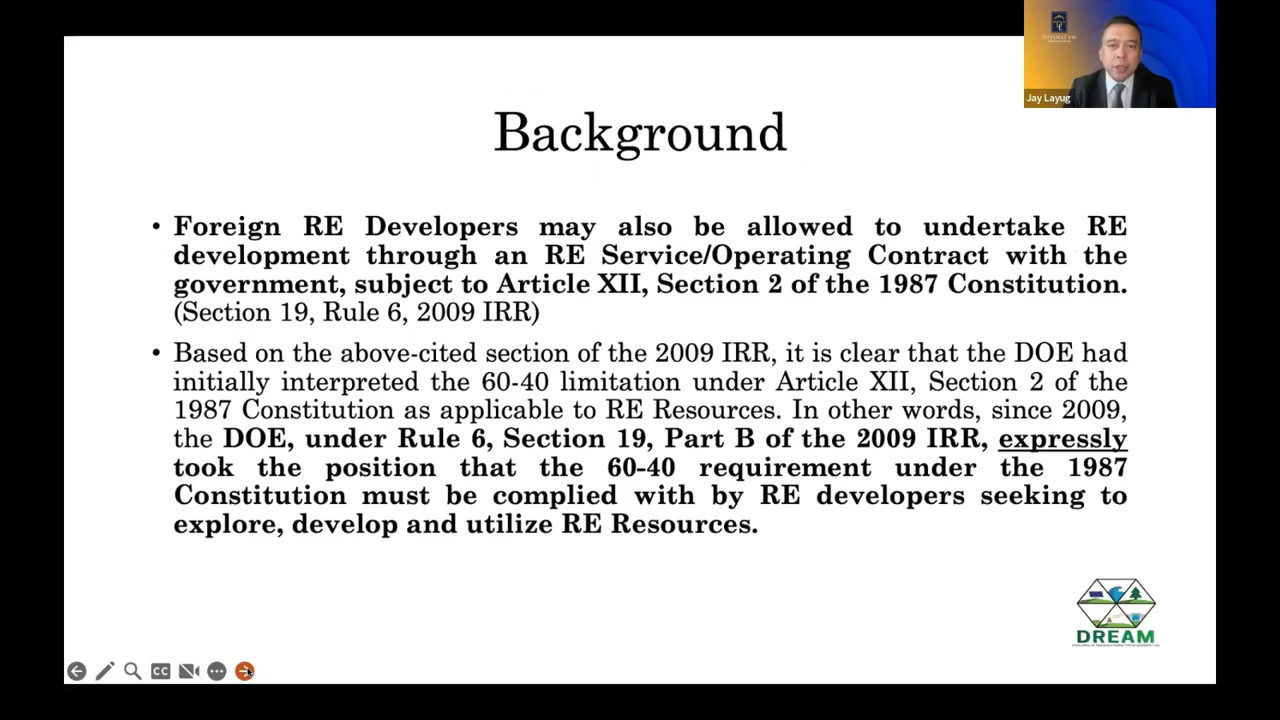 DIVINALAW
Jay Layug
Background
• Foreign RE Developers may also be allowed to undertake RE
development through an RE Service/Operating Contract with the
government, subject to Article XII, Section 2 of the 1987 Constitution.
(Section 19, Rule 6, 2009 IRR)
• Based on the above-cited section of the 2009 IRR, it is clear that the DOE had
initially interpreted the 60-40 limitation under Article XII, Section 2 of the
1987 Constitution as applicable to RE Resources. In other words, since 2009,
the DOE, under Rule 6, Section 19, Part B of the 2009 IRR, expressly
took the position that the 60-40 requirement under the 1987
Constitution must be complied with by RE developers seeking to
explore, develop and utilize RE Resources.
DREAM
CC